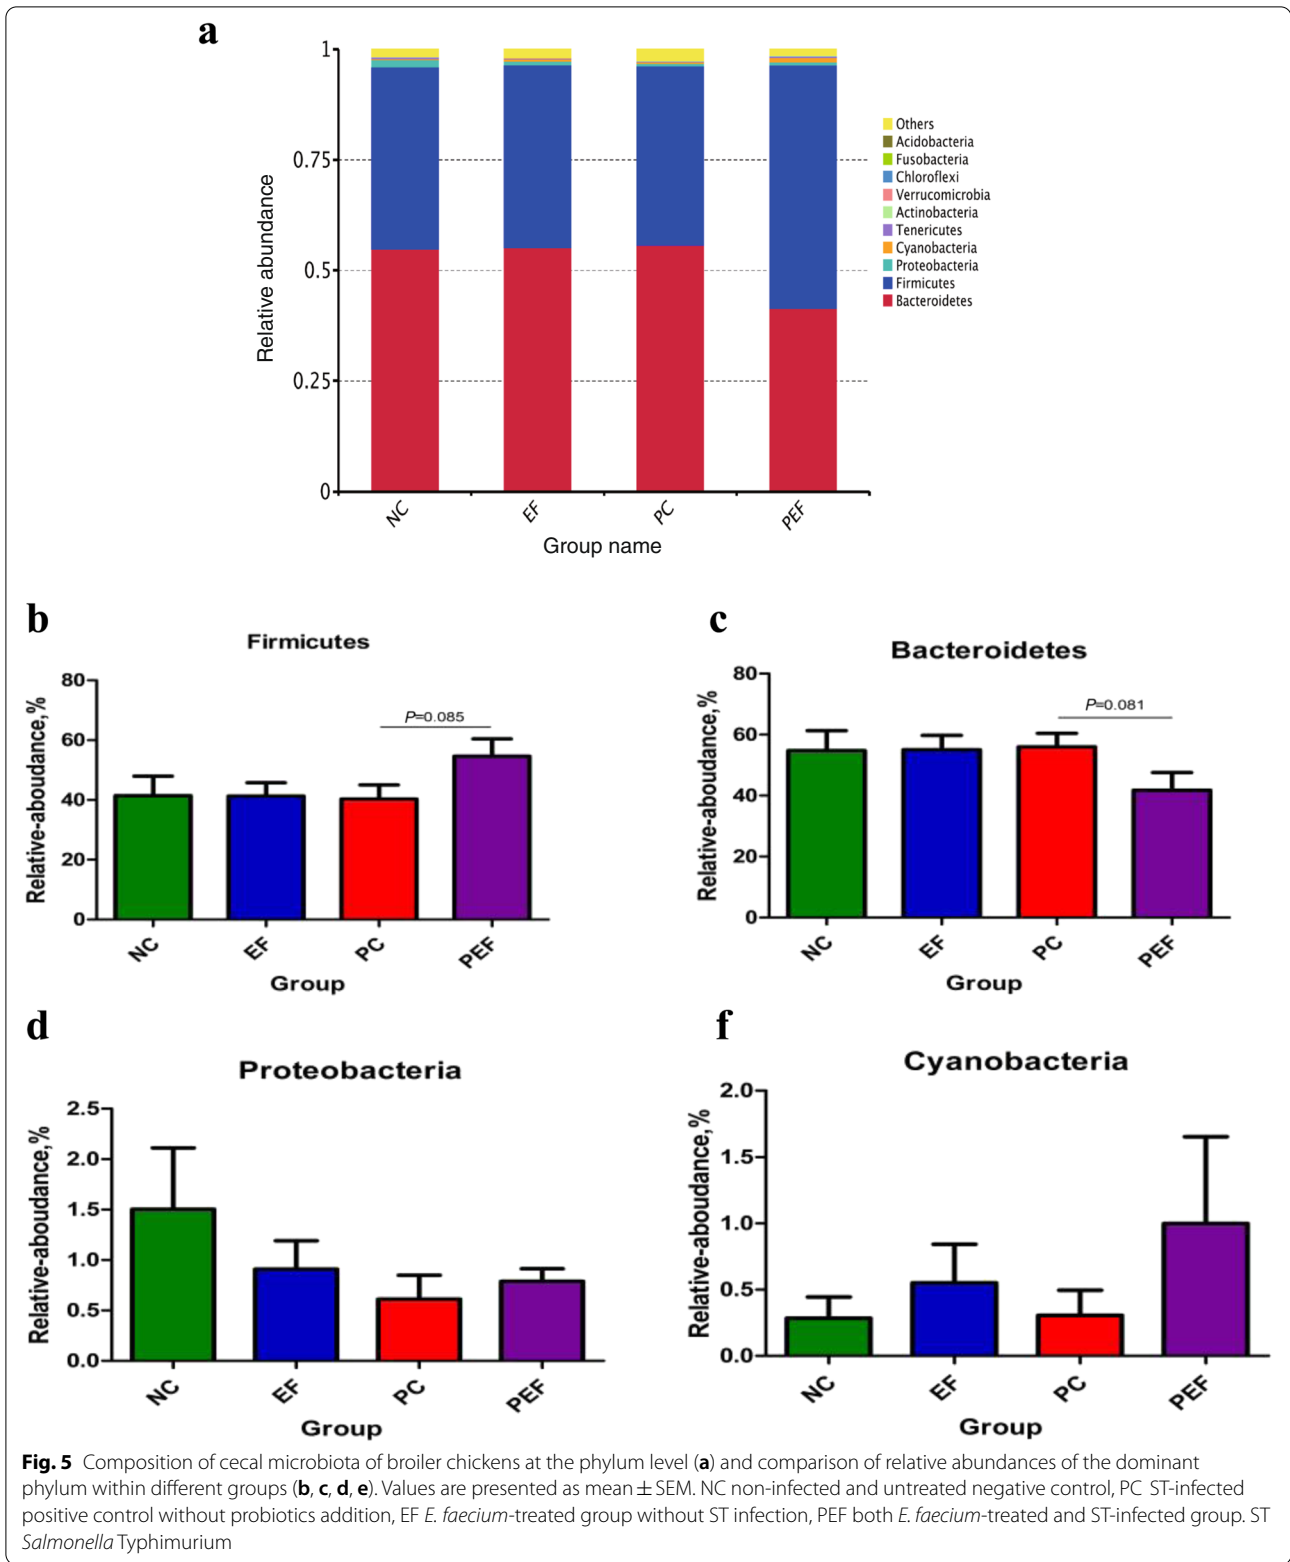 a
1
0.75
0.5
0.25
0
Relative abundance
NC EF PC PEF
Group name
Others
Acidobacteria
Fusobacteria
Chloroflexi
Verrucomicrobia
Actinobacteria
Tenericutes
Cyanobacteria
Proteobacteria
Firmicutes
Bacteroidetes
b
Firmicutes
Relative-aboudance,%
80
60
40
20
0
P=0.085
NC EF PC PEF
Group
c
Bacteroidetes
Relative-aboudance,%
80
60
40
20
0
P=0.081
NC EF PC PEF
Group
d
Proteobacteria
Relative-aboudance,%
2.5
2.0
1.5
1.0
0.5
0.0
NC EF PC PEF
Group
f
Cyanobacteria
Relative-aboudance,%
2.0
1.5
1.0
0.5
0.0
NC EF PC PEF
Group
Fig. 5 Composition of cecal microbiota of broiler chickens at the phylum level (a) and comparison of relative abundances of the dominant
phylum within different groups (b, c, d, e). Values are presented as mean ± SEM. NC non-infected and untreated negative control, PC ST-infected
positive control without probiotics addition, EF E. faecium-treated group without ST infection, PEF both E. faecium-treated and ST-infected group. ST
Salmonella Typhimurium